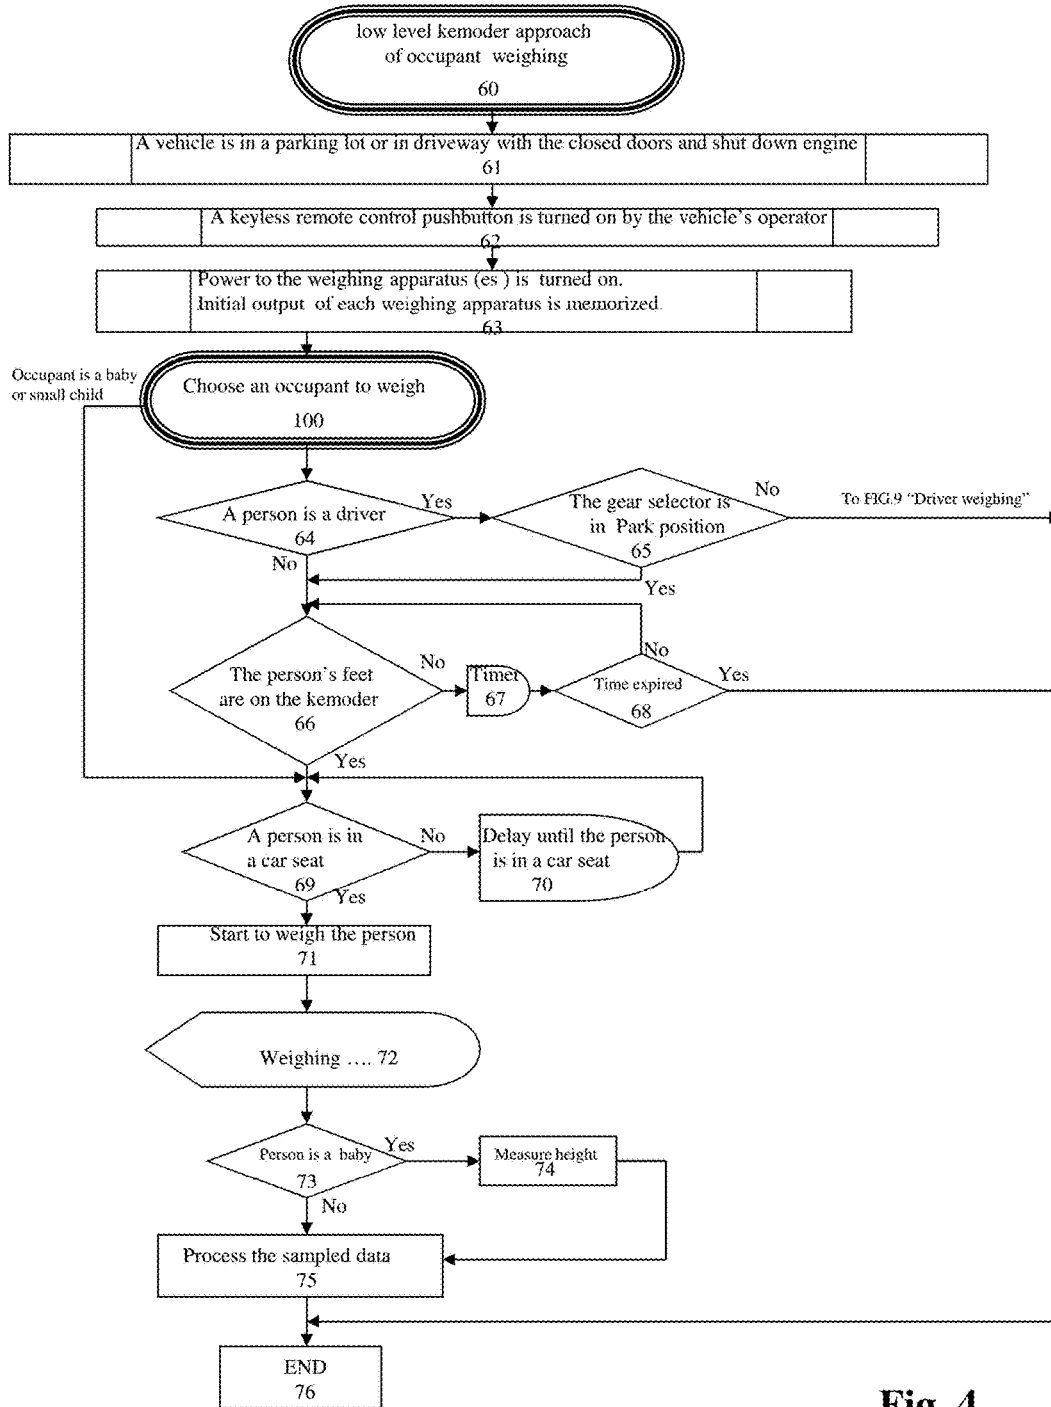 low level kemoder approach
of occupant weighing
60
A vehicle is in a parking lot or in driveway with the closed doors and shut down engine
61
A keyless remote control pushbutton is turned on by the vehicle's operator
62
Power to the weighing apparatus (es ) is turned on.
Initial output of each weighing apparatus is memorized.
63
Occupant is a baby
or small child
Choose an occupant to weigh
100
A person is a driver
64
Yes
No
The gear selector is
in Park position
65
No
Yes
To FIG.9 "Driver weighing"
The person's feet
are on the kemoder
66
No
Yes
Timer
67
Time expired
68
No
Yes
A person is in
a car seat
69
No
Yes
Delay until the person
is in a car seat
70
Start to weigh the person
71
Weighing .... 72
Person is a baby
73
Yes
No
Measure height
74
Process the sampled data
75
END
76
Fig. 4